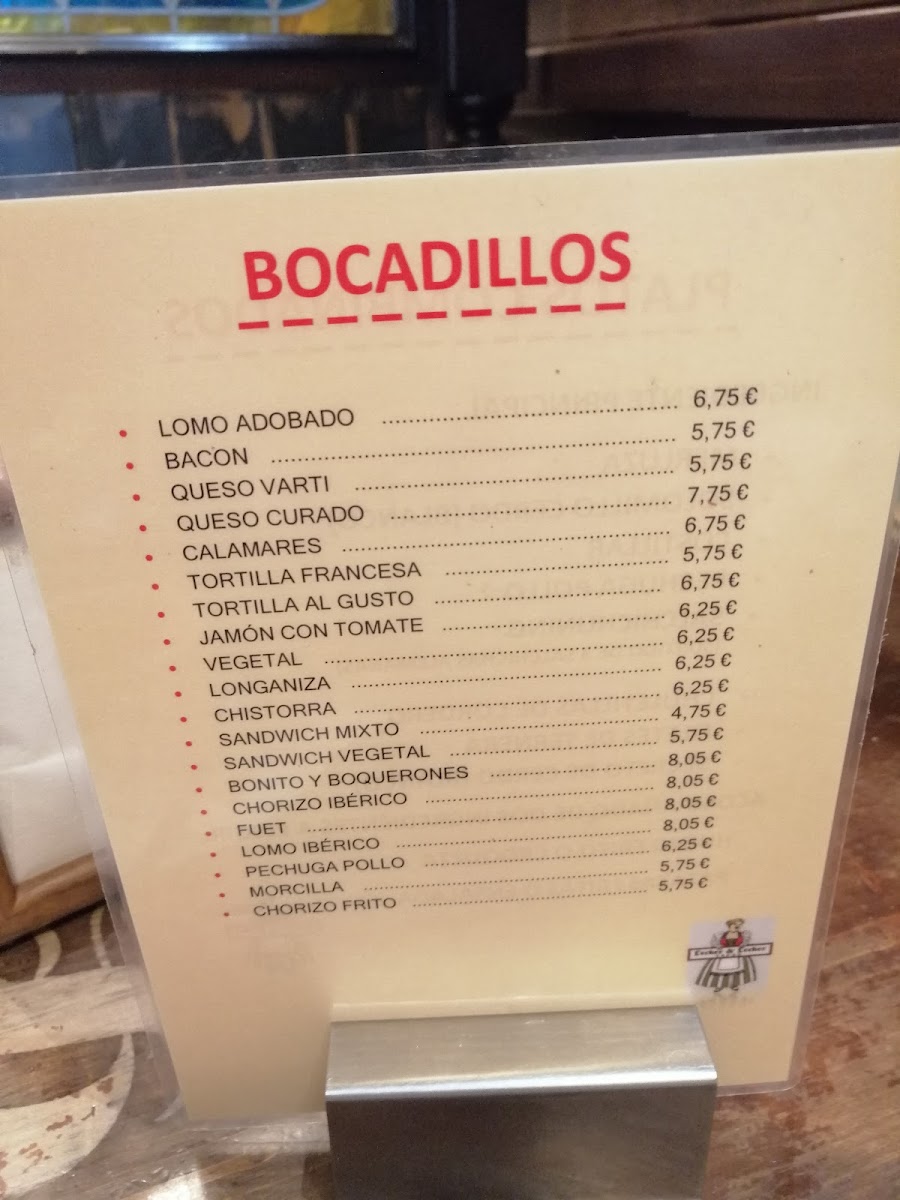 BOCADILLOS
• LOMO ADOBADO ........................ 6,75 €
• BACON ........................ 5,75 €
• QUESO VARTI ........................ 5,75 €
• QUESO CURADO ........................ 7,75 €
• CALAMARES ........................ 6,75 €
• TORTILLA FRANCESA ........................ 5,75 €
• TORTILLA AL GUSTO ........................ 6,75 €
• JAMÓN CON TOMATE ........................ 6,25 €
• VEGETAL ........................ 6,25 €
• LONGANIZA ........................ 6,25 €
• CHISTORRA ........................ 6,25 €
• SANDWICH MIXTO ........................ 4,75 €
• SANDWICH VEGETAL ........................ 5,75 €
• BONITO Y BOQUERONES ........................ 8,05 €
• CHORIZO IBÉRICO ........................ 8,05 €
• FUET ........................ 8,05 €
• LOMO IBÉRICO ........................ 8,05 €
• PECHUGA POLLO ........................ 6,25 €
• MORCILLA ........................ 5,75 €
• CHORIZO FRITO ........................ 5,75 €